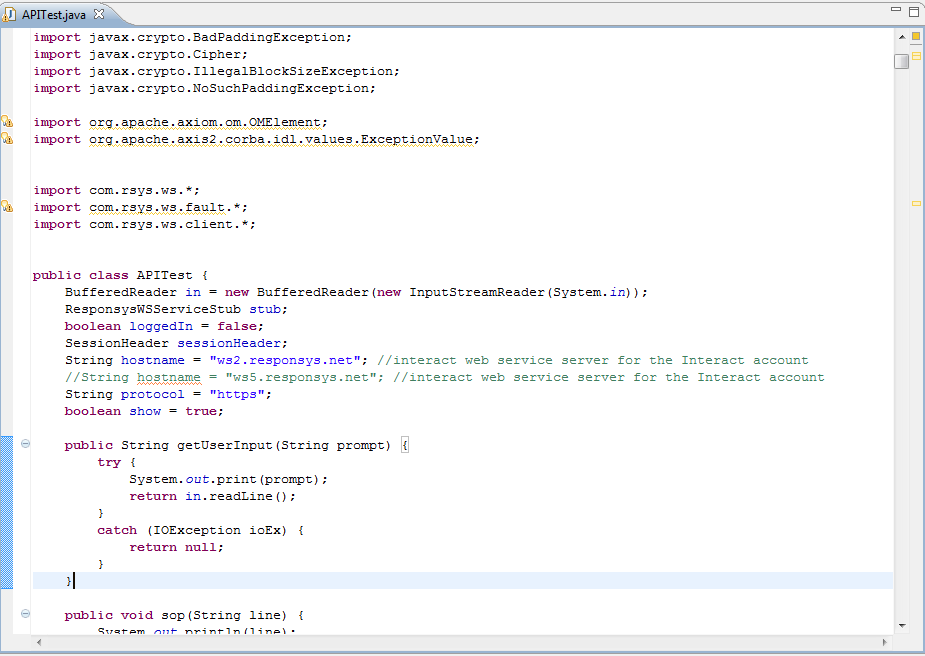 APITest.java
import javax.crypto.BadPaddingException;
import javax.crypto.Cipher;
import javax.crypto.IllegalBlockSizeException;
import javax.crypto.NoSuchPaddingException;
import org.apache.axiom.om.OMElement;
import org.apache.axis2.corba.idl.values.ExceptionValue;
import com.rsys.ws.*;
import com.rsys.ws.fault.*;
import com.rsys.ws.client.*;
public class APITest {
BufferedReader in = new BufferedReader(new InputStreamReader(System.in));
ResponsysWSServiceStub stub;
boolean loggedIn = false;
SessionHeader sessionHeader;
String hostname = "ws2.responsys.net"; //interact web service server for the Interact account
//String hostname = "ws5.responsys.net"; //interact web service server for the Interact account
String protocol = "https";
boolean show = true;
public String getUserInput(String prompt) {
try {
System.out.print(prompt);
return in.readLine();
}
catch (IOException ioEx) {
return null;
}
}
public void sop(String line) {
System.out.println(line);